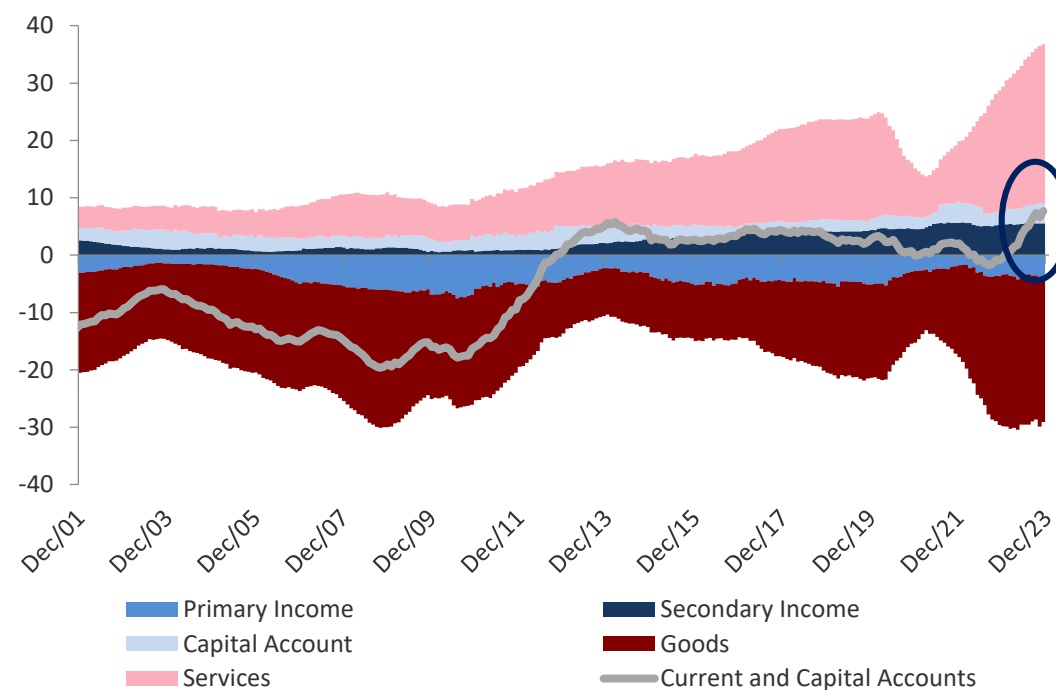 40
30
20
10
0
-10
-20
-30
-40
Dec/01 Dec/03 Dec/05 Dec/07 Dec/09 Dec/11 Dec/13 Dec/15 Dec/17 Dec/19 Dec/21 Dec/23
Primary Income Secondary Income
Capital Account Goods
Services Current and Capital Accounts